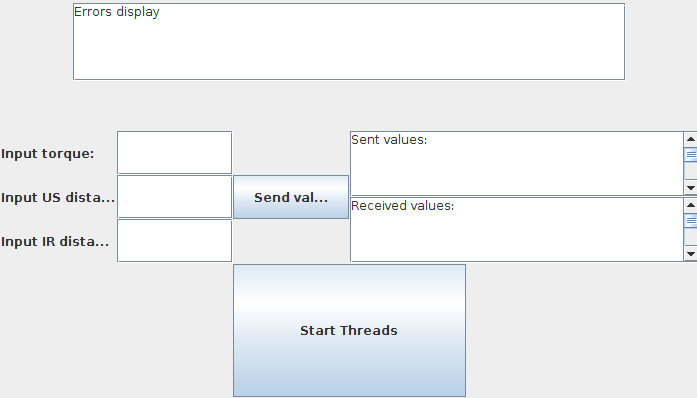 Errors display
Input torque:
Sent values:
Input US dista...
Send val...
Received values:
Input IR dista...
Start Threads